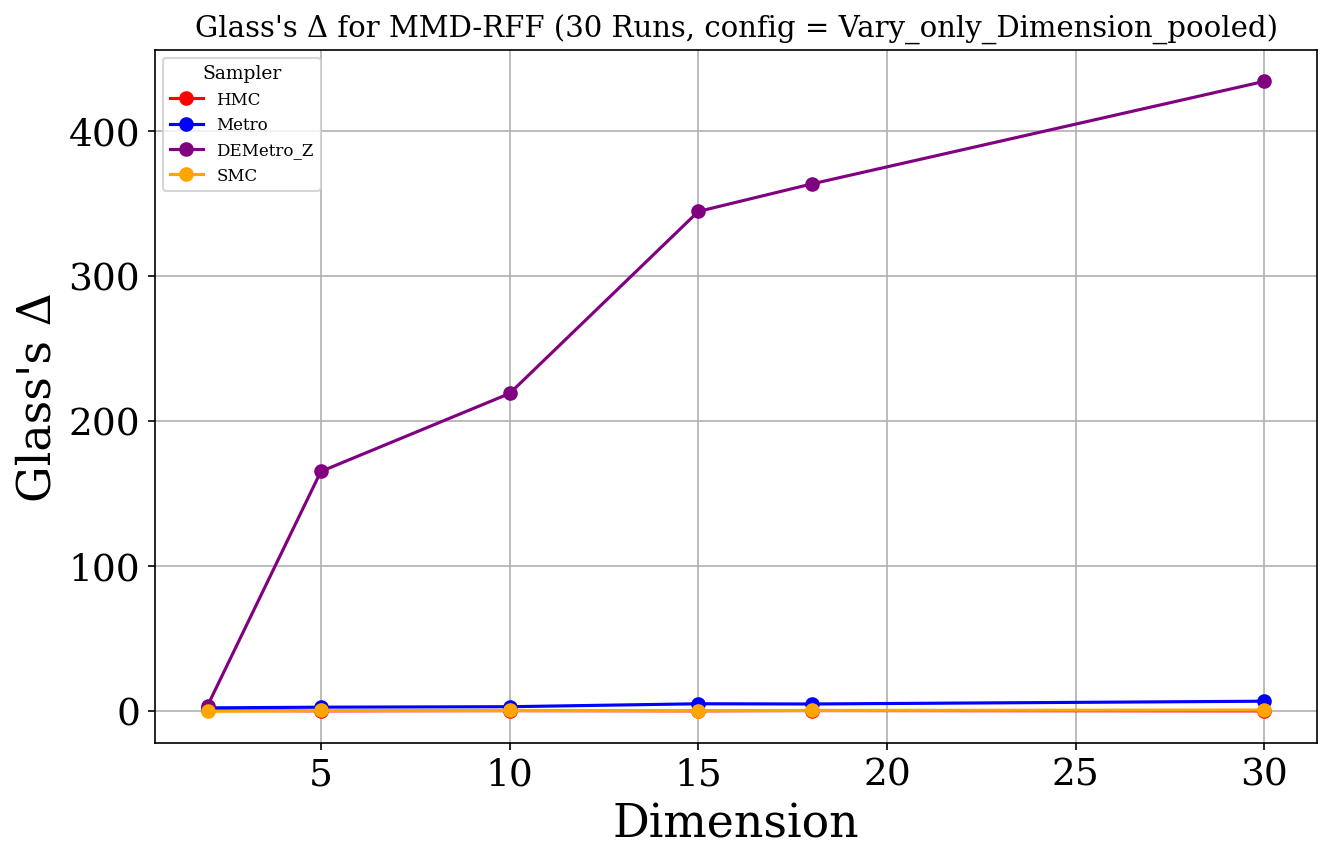 Glass's Δ for MMD-RFF (30 Runs, config = Vary_only_Dimension_pooled)
Sampler
HMC
Metro
DEMetro_Z
SMC
Glass's Δ
400
300
200
100
0
5 10 15 20 25 30
Dimension